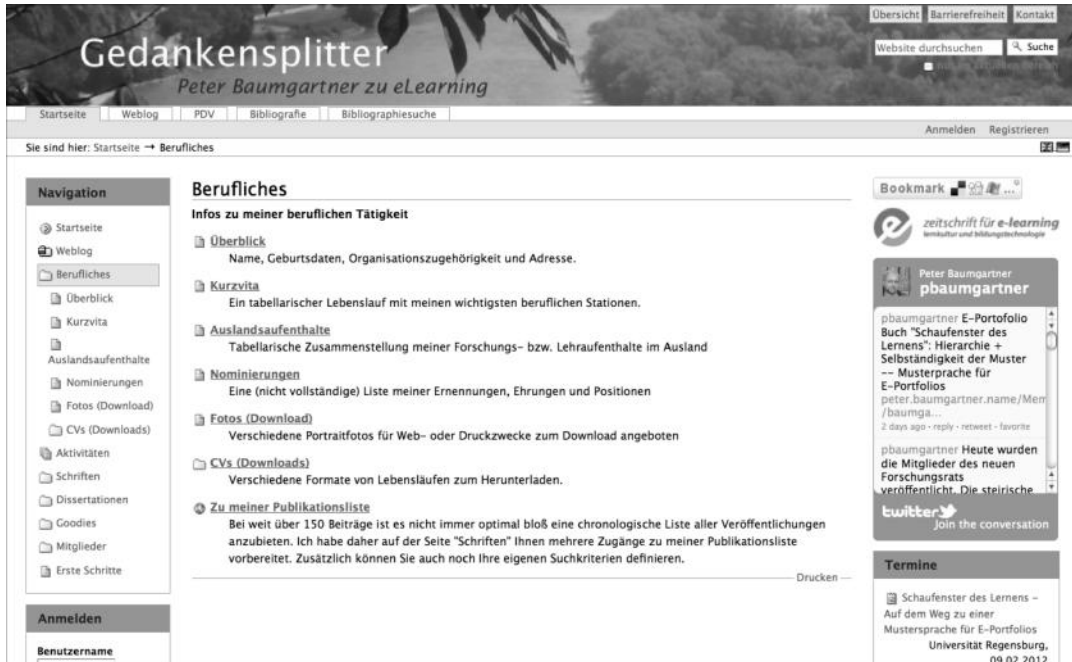 Übersicht Barrierefreiheit Kontakt
Gedankensplitter
Peter Baumgartner zu eLearning
Website durchsuchen Suche
Startseite Weblog PDV Bibliografie Bibliographiesuche
Anmelden Registrieren
Sie sind hier: Startseite → Berufliches
Navigation
Startseite
Weblog
Berufliches
Überblick
Kurzvita
Auslandsaufenthalte
Nominierungen
Fotos (Download)
CVs (Downloads)
Aktivitäten
Schriften
Dissertationen
Goodies
Mitglieder
Erste Schritte
Anmelden
Benutzername
Berufliches
Infos zu meiner beruflichen Tätigkeit
Überblick
Name, Geburtsdaten, Organisationszugehörigkeit und Adresse.
Kurzvita
Ein tabellarischer Lebenslauf mit meinen wichtigsten beruflichen Stationen.
Auslandsaufenthalte
Tabellarische Zusammenstellung meiner Forschungs- bzw. Lehraufenthalte im Ausland
Nominierungen
Eine (nicht vollständige) Liste meiner Ernennungen, Ehrungen und Positionen
Fotos (Download)
Verschiedene Portraitfotos für Web- oder Druckzwecke zum Download angeboten
CVs (Downloads)
Verschiedene Formate von Lebensläufen zum Herunterladen.
Zu meiner Publikationsliste
Bei weit über 150 Beiträge ist es nicht immer optimal bloß eine chronologische Liste aller Veröffentlichungen
anzubieten. Ich habe daher auf der Seite "Schriften" Ihnen mehrere Zugänge zu meiner Publikationsliste
vorbereitet. Zusätzlich können Sie auch noch Ihre eigenen Suchkriterien definieren.
Drucken
Bookmark ...
zeitschrift für e-learning
lernkultur und bildungstechnologie
Peter Baumgartner
pbaumgartner
pbaumgartner E-Portofolio
Buch "Schaufenster des
Lernens": Hierarchie +
Selbständigkeit der Muster
-- Musterprache für
E-Portfolios
peter.baumgartner.name/Mem
/baumga...
2 days ago · reply · retweet · favorite
pbaumgartner Heute wurden
die Mitglieder des neuen
Forschungsrats
veröffentlicht. Die steirische
twitter
Join the conversation
Termine
Schaufenster des Lernens –
Auf dem Weg zu einer
Mustersprache für E-Portfolios
Universität Regensburg,
09.02.2012